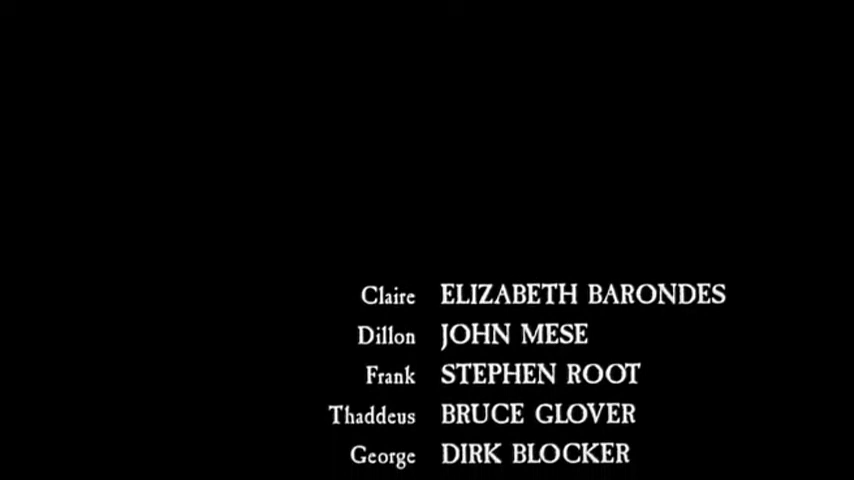 Claire ELIZABETH BARONDES
Dillon JOHN MESE
Frank STEPHEN ROOT
Thaddeus BRUCE GLOVER
George DIRK BLOCKER